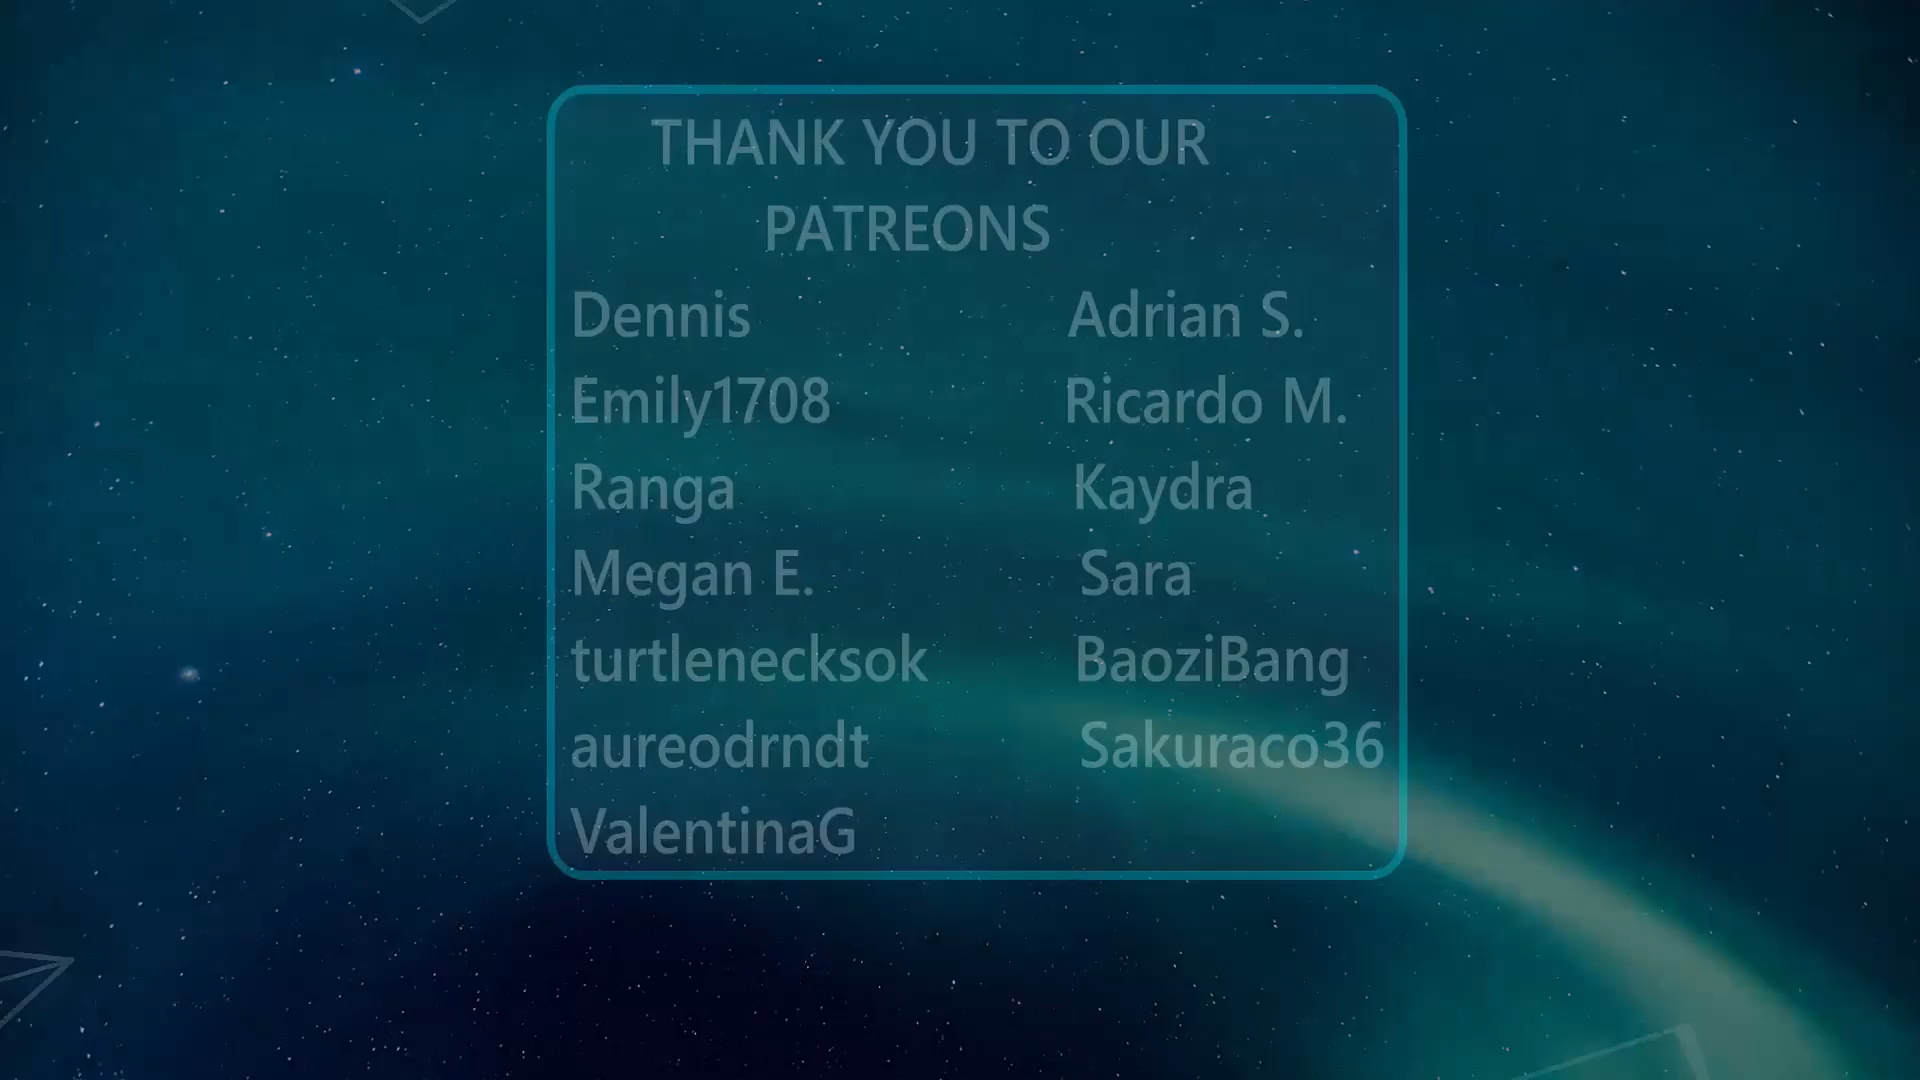 THANK YOU TO OUR
PATREONS
Dennis Adrian S.
Emily1708 Ricardo M.
Ranga Kaydra
Megan E. Sara
turtlenecksok BaoziBang
aureodrndt Sakuraco36
ValentinaG